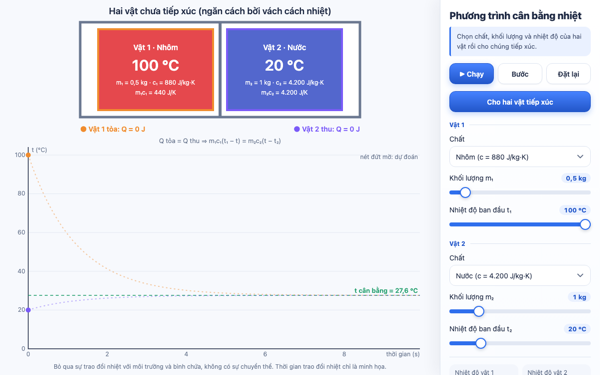 Hai vật chưa tiếp xúc (ngăn cách bởi vách cách nhiệt)
Vật 1 · Nhôm
100 °C
m₁ = 0,5 kg · c₁ = 880 J/kg·K
m₁c₁ = 440 J/K
Vật 2 · Nước
20 °C
m₂ = 1 kg · c₂ = 4.200 J/kg·K
m₂c₂ = 4.200 J/K
Vật 1 tỏa: Q = 0 J
Vật 2 thu: Q = 0 J
Q tỏa = Q thu ⇒ m₁c₁(t₁ − t) = m₂c₂(t − t₂)
t (°C)
nét đứt mờ: dự đoán
100
80
60
40
20
0
t cân bằng = 27,6 °C
0
2
4
6
8
thời gian (s)
Bỏ qua sự trao đổi nhiệt với môi trường và bình chứa, không có sự chuyển thể. Thời gian trao đổi nhiệt chỉ là minh họa.
Phương trình cân bằng nhiệt
Chọn chất, khối lượng và nhiệt độ của hai
vật rồi cho chúng tiếp xúc.
▶ Chạy
Bước
Đặt lại
Cho hai vật tiếp xúc
Vật 1
Chất
Nhôm (c = 880 J/kg·K)
Khối lượng m₁
0,5 kg
Nhiệt độ ban đầu t₁
100 °C
Vật 2
Chất
Nước (c = 4.200 J/kg·K)
Khối lượng m₂
1 kg
Nhiệt độ ban đầu t₂
20 °C
Nhiệt độ vật 1
Nhiệt độ vật 2